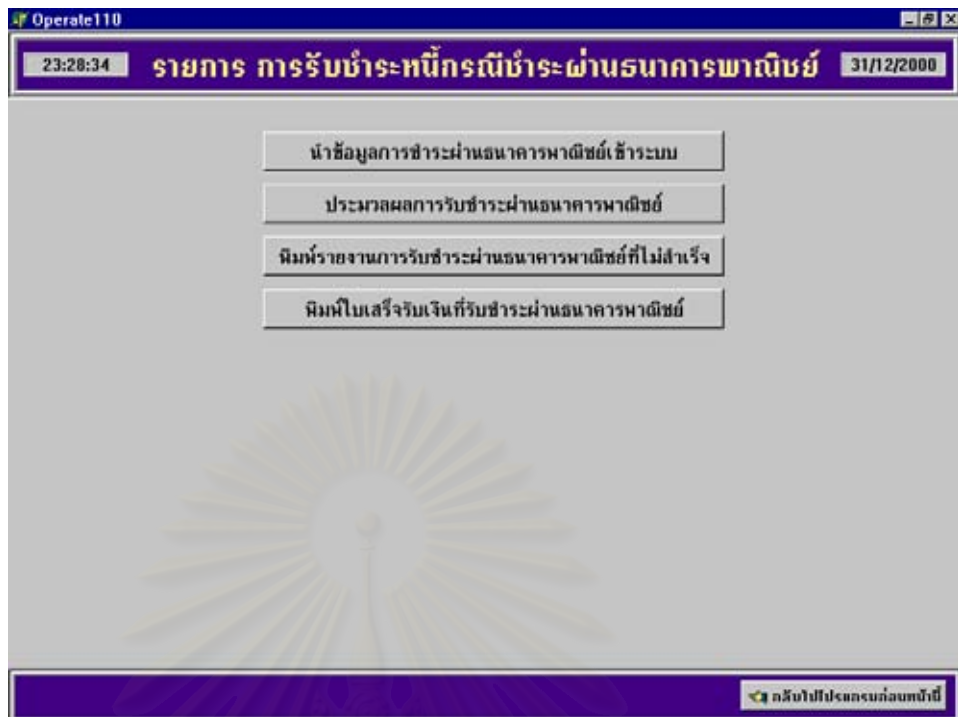 Operate110
23:28:34 รายการ การรับชำระหนี้กรณีชำระผ่านธนาคารพาณิชย์ 31/12/2000
นำข้อมูลการชำระผ่านธนาคารพาณิชย์เข้าระบบ
ประมวลผลการรับชำระผ่านธนาคารพาณิชย์
พิมพ์รายงานการรับชำระผ่านธนาคารพาณิชย์ที่ไม่สำเร็จ
พิมพ์ใบเสร็จรับเงินที่รับชำระผ่านธนาคารพาณิชย์
กลับไปโปรแกรมก่อนหน้านี้